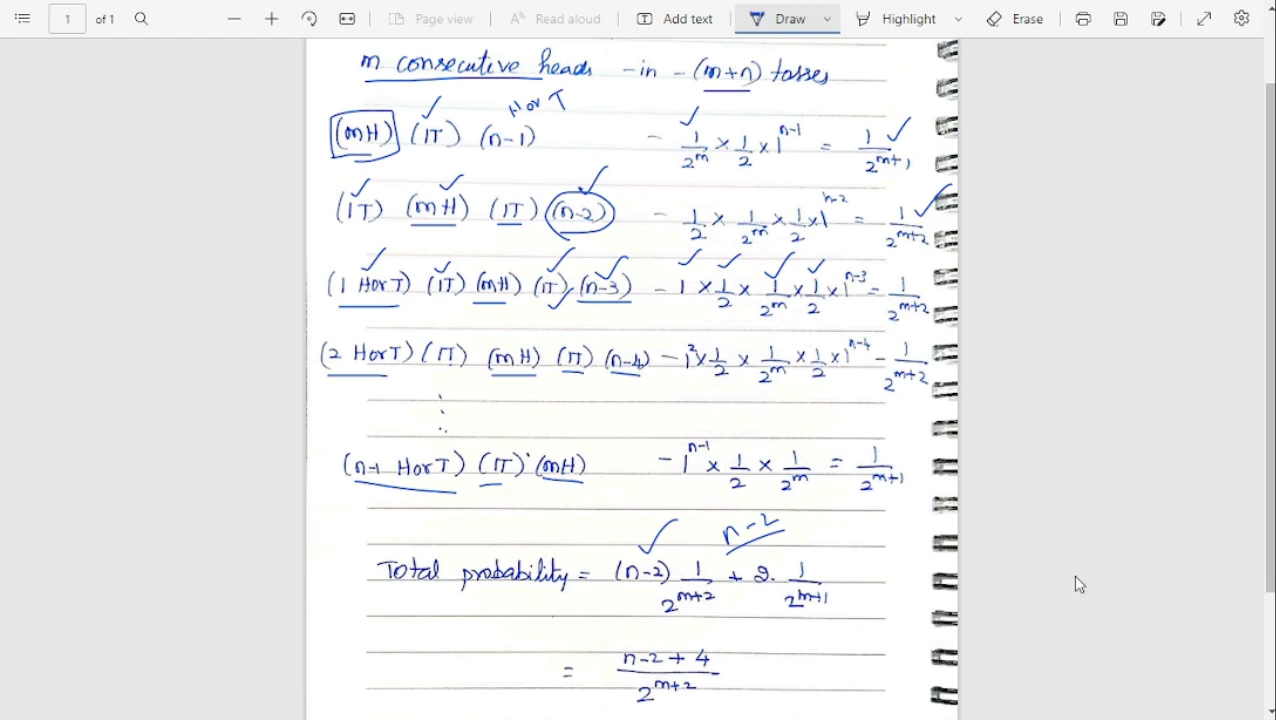 1 of 1 Page view Read aloud Add text Draw Highlight Erase
m consecutive heads - in - (m+n) tosses
H or T
(mH) (1T) (n-1) - 1/2^m × 1/2 × 1^n-1 = 1/2^m+1
(1T) (mH) (1T) (n-2) - 1/2 × 1/2^m × 1/2 × 1^n-2 = 1/2^m+2
(1 H or T) (1T) (mH) (1T) (n-3) - 1 × 1/2 × 1/2^m × 1/2 × 1^n-3 = 1/2^m+2
(2 H or T) (1T) (mH) (1T) (n-4) - 1^2 × 1/2 × 1/2^m × 1/2 × 1^n-4 - 1/2^m+2
(n-1 H or T) (1T) (mH) - 1^n-1 × 1/2 × 1/2^m = 1/2^m+1
n-2
Total probability = (n-2) 1/2^m+2 + 2. 1/2^m+1
= n-2+4/2^m+2